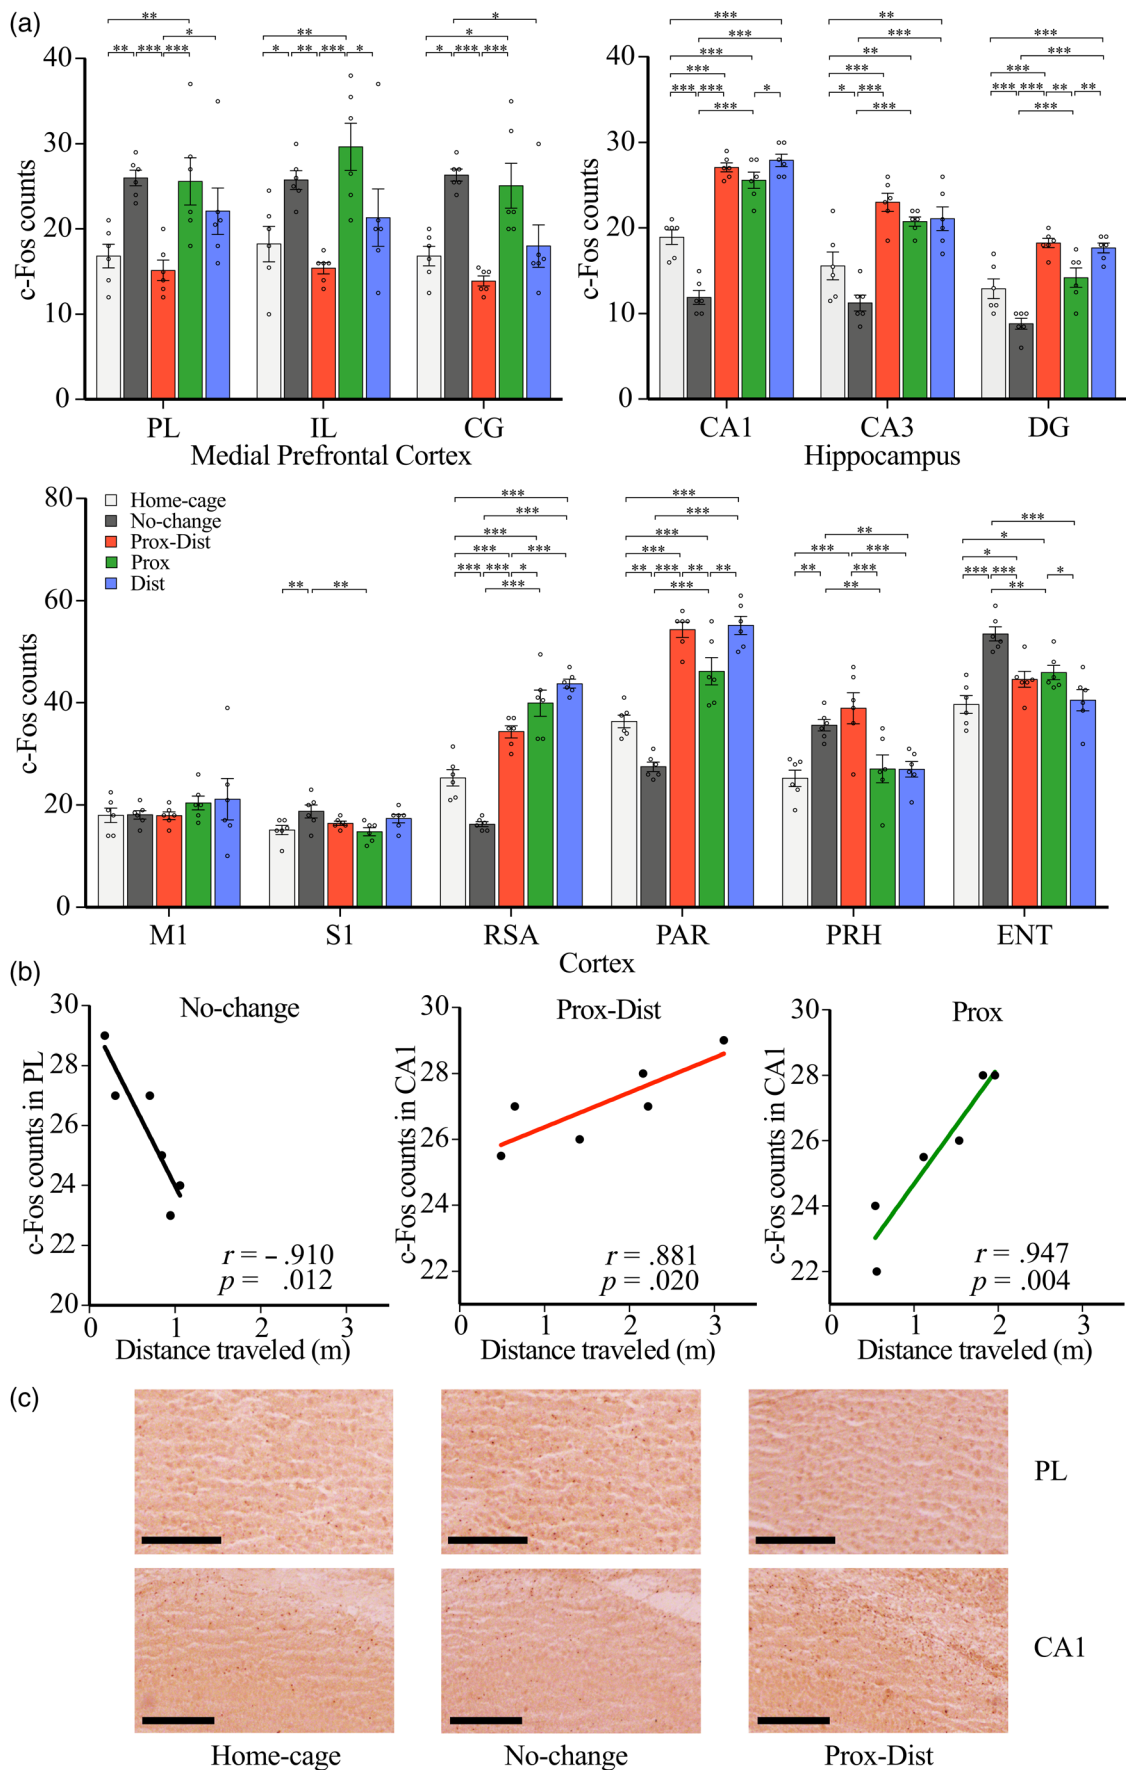 (a)
** * ** * *
** *** *** * ** *** * * *** ***
40
30
20
10
0
c-Fos counts
PL IL CG
Medial Prefrontal Cortex
*** ** ***
*** *** ***
*** **
*** *** ***
*** *** * * *** *** *** ** **
*** *** ***
40
30
20
10
0
c-Fos counts
CA1 CA3 DG
Hippocampus
80
60
40
20
0
c-Fos counts
Home-cage
No-change
Prox-Dist
Prox
Dist
** **
***
***
***
*** ***
*** *** *
***
***
***
***
***
** *** ** **
***
**
*** ***
** ***
**
***
*
*
*** *** *
**
M1 S1 RSA PAR PRH ENT
Cortex
(b)
No-change
30
28
26
24
22
20
c-Fos counts in PL
r = – .910
p = .012
0 1 2 3
Distance traveled (m)
Prox-Dist
30
28
26
24
22
c-Fos counts in CA1
r = .881
p = .020
0 1 2 3
Distance traveled (m)
Prox
30
28
26
24
22
c-Fos counts in CA1
r = .947
p = .004
0 1 2 3
Distance traveled (m)
(c)
PL
CA1
Home-cage No-change Prox-Dist